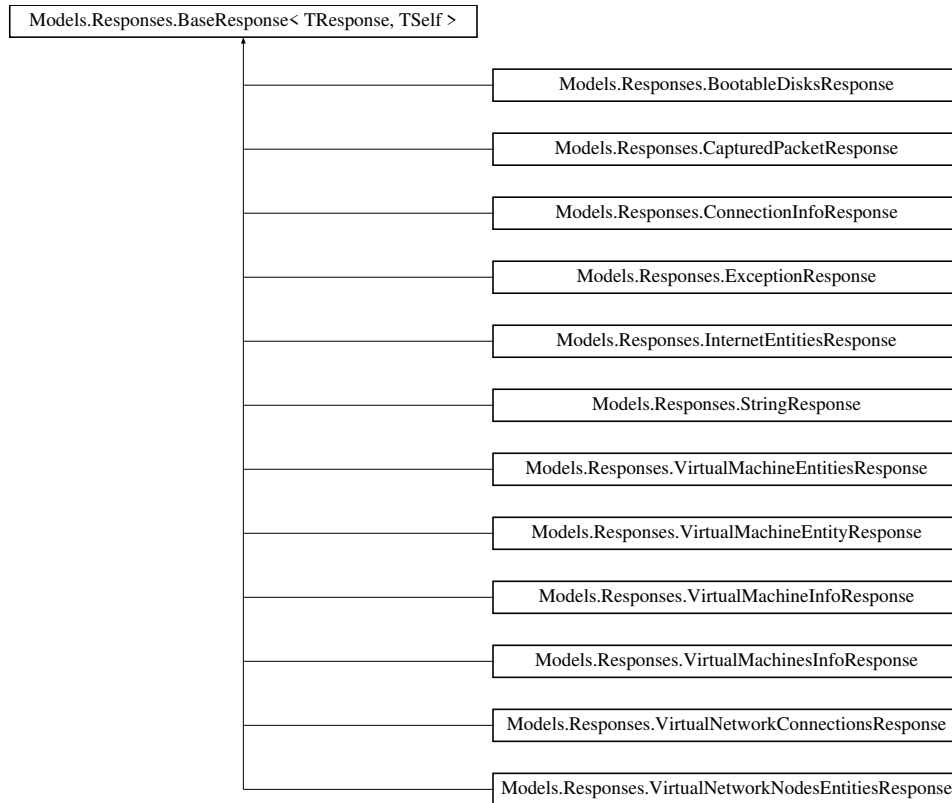 Models.Responses.BaseResponse< TResponse, TSelf >
Models.Responses.BootableDisksResponse
Models.Responses.CapturedPacketResponse
Models.Responses.ConnectionInfoResponse
Models.Responses.ExceptionResponse
Models.Responses.InternetEntitiesResponse
Models.Responses.StringResponse
Models.Responses.VirtualMachineEntitiesResponse
Models.Responses.VirtualMachineEntityResponse
Models.Responses.VirtualMachineInfoResponse
Models.Responses.VirtualMachinesInfoResponse
Models.Responses.VirtualNetworkConnectionsResponse
Models.Responses.VirtualNetworkNodesEntitiesResponse